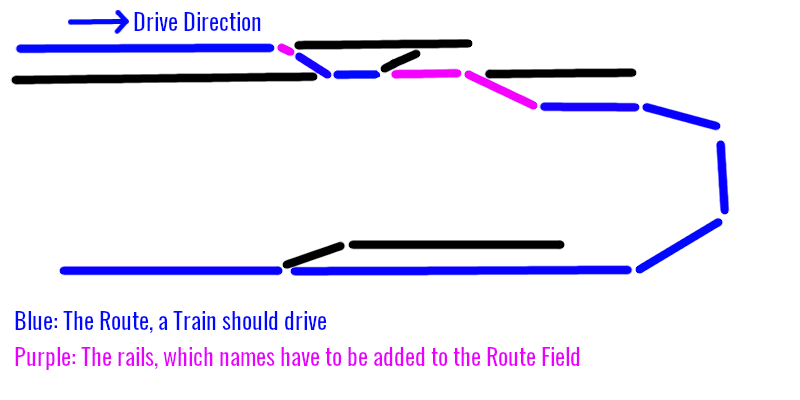 Drive Direction
Blue: The Route, a Train should drive
Purple: The rails, which names have to be added to the Route Field